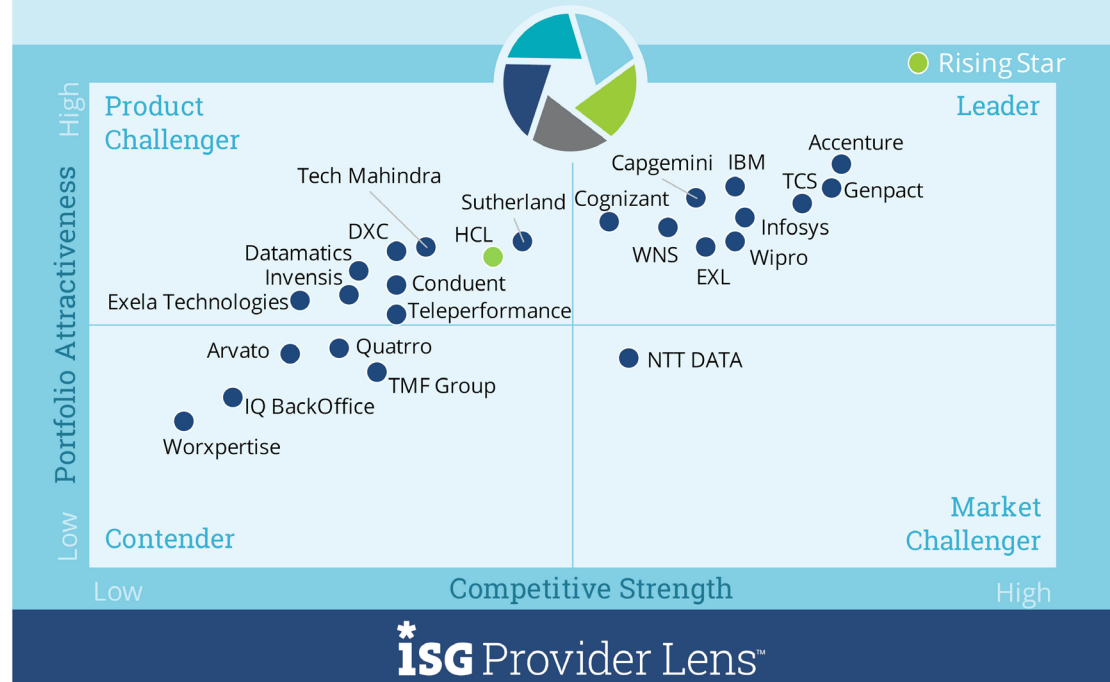 Rising Star
High
Product
Challenger
Leader
Accenture
Capgemini
IBM
Tech Mahindra
TCS
Genpact
Sutherland
Cognizant
DXC
HCL
Infosys
Datamatics
WNS
Wipro
Invensis
EXL
Conduent
Exela Technologies
Teleperformance
Portfolio Attractiveness
Arvato
Quatrro
NTT DATA
TMF Group
IQ BackOffice
Worxpertise
Low
Contender
Market
Challenger
Low
Competitive Strength
High
iSG Provider Lens™